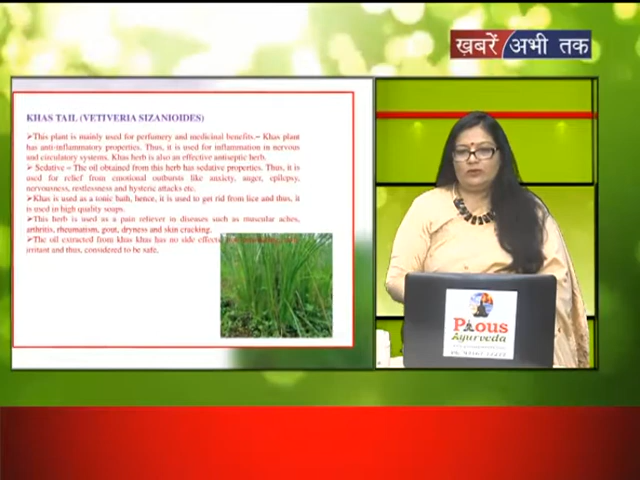 ख़बरें अभी तक
KHAS TAIL (VETIVERIA SIZANIOIDES)
➢This plant is mainly used for perfumery and medicinal benefits.– Khas plant
has anti-inflammatory properties. Thus, it is used for inflammation in nervous
and circulatory systems. Khas herb is also an effective antiseptic herb.
➢ Sedative – The oil obtained from this herb has sedative properties. Thus, it is
used for relief from emotional outbursts like anxiety, anger, epilepsy,
nervousness, restlessness and hysteric attacks etc.
➢Khas is used as a tonic bath, hence, it is used to get rid from lice and thus, it
is used in high quality soaps.
➢This herb is used as a pain reliever in diseases such as muscular aches,
arthritis, rheumatism, gout, dryness and skin cracking.
➢The oil extracted from khas khas has no side effects
irritant and thus, considered to be safe.
Pious
Ayurveda